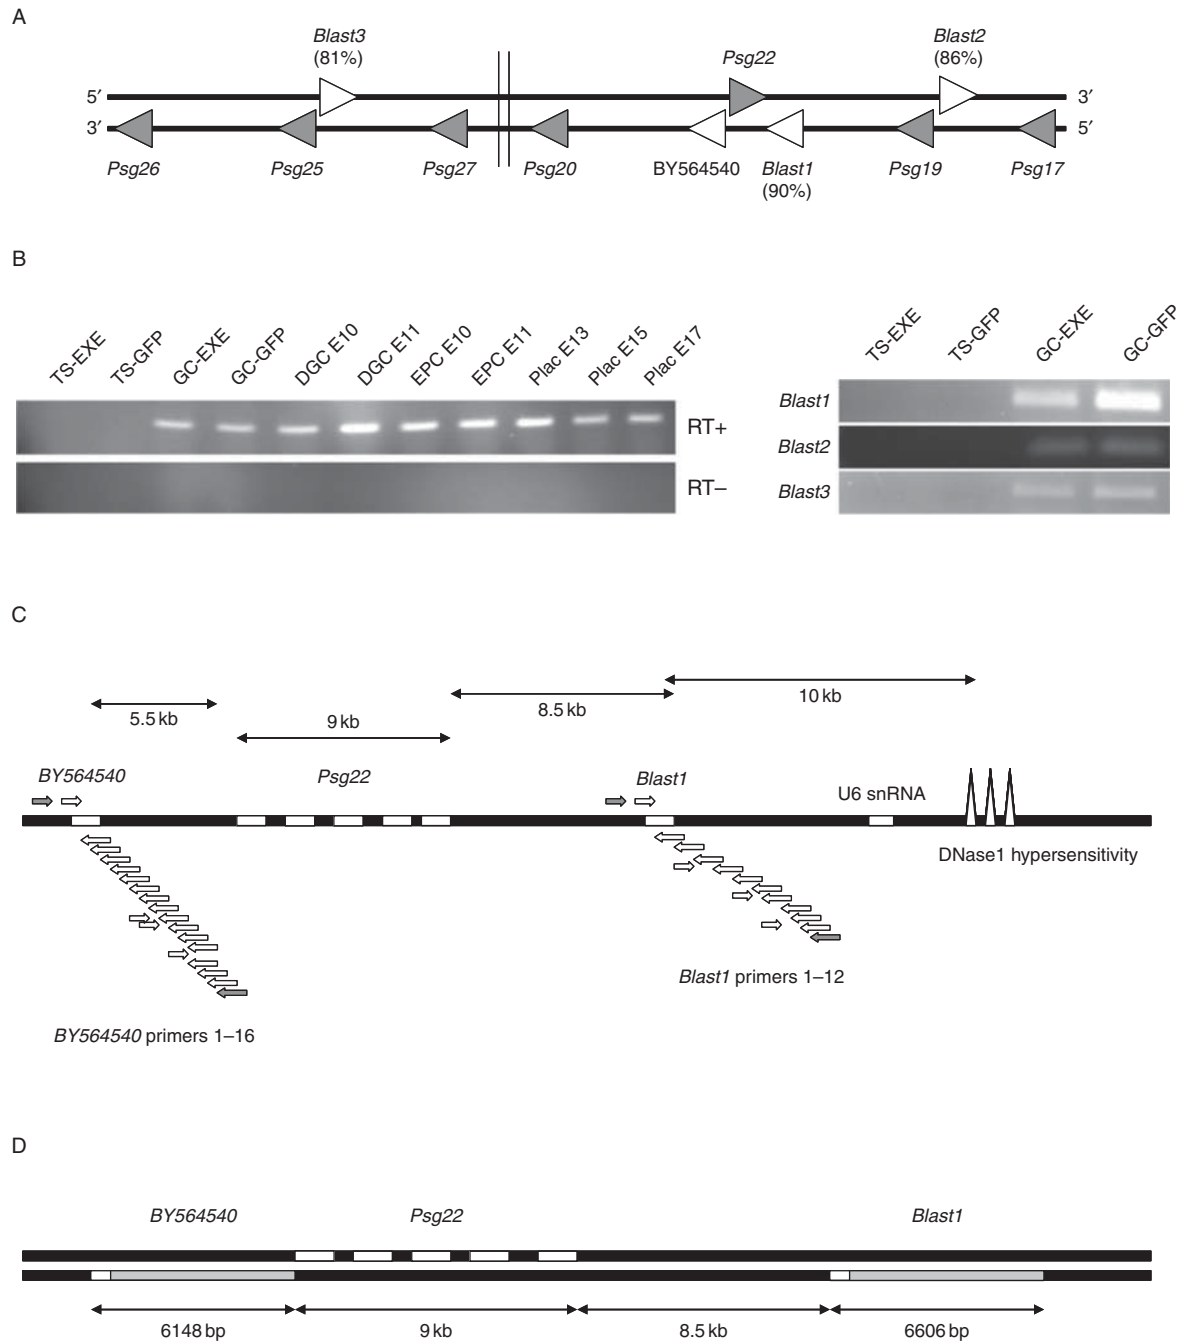 A
Blast3
(81%)
Psg22
Blast2
(86%)
5′ 3′
3′ 5′
Psg26 Psg25 Psg27 Psg20 BY564540 Blast1 Psg19 Psg17
(90%)
B
TS-EXE TS-GFP GC-EXE GC-GFP DGC E10 DGC E11 EPC E10 EPC E11 Plac E13 Plac E15 Plac E17
RT+
RT–
TS-EXE TS-GFP GC-EXE GC-GFP
Blast1
Blast2
Blast3
C
10 kb
5.5 kb 8.5 kb
9 kb
BY564540 Psg22 Blast1
U6 snRNA
DNase1 hypersensitivity
Blast1 primers 1–12
BY564540 primers 1–16
D
BY564540 Psg22 Blast1
6148 bp 9 kb 8.5 kb 6606 bp